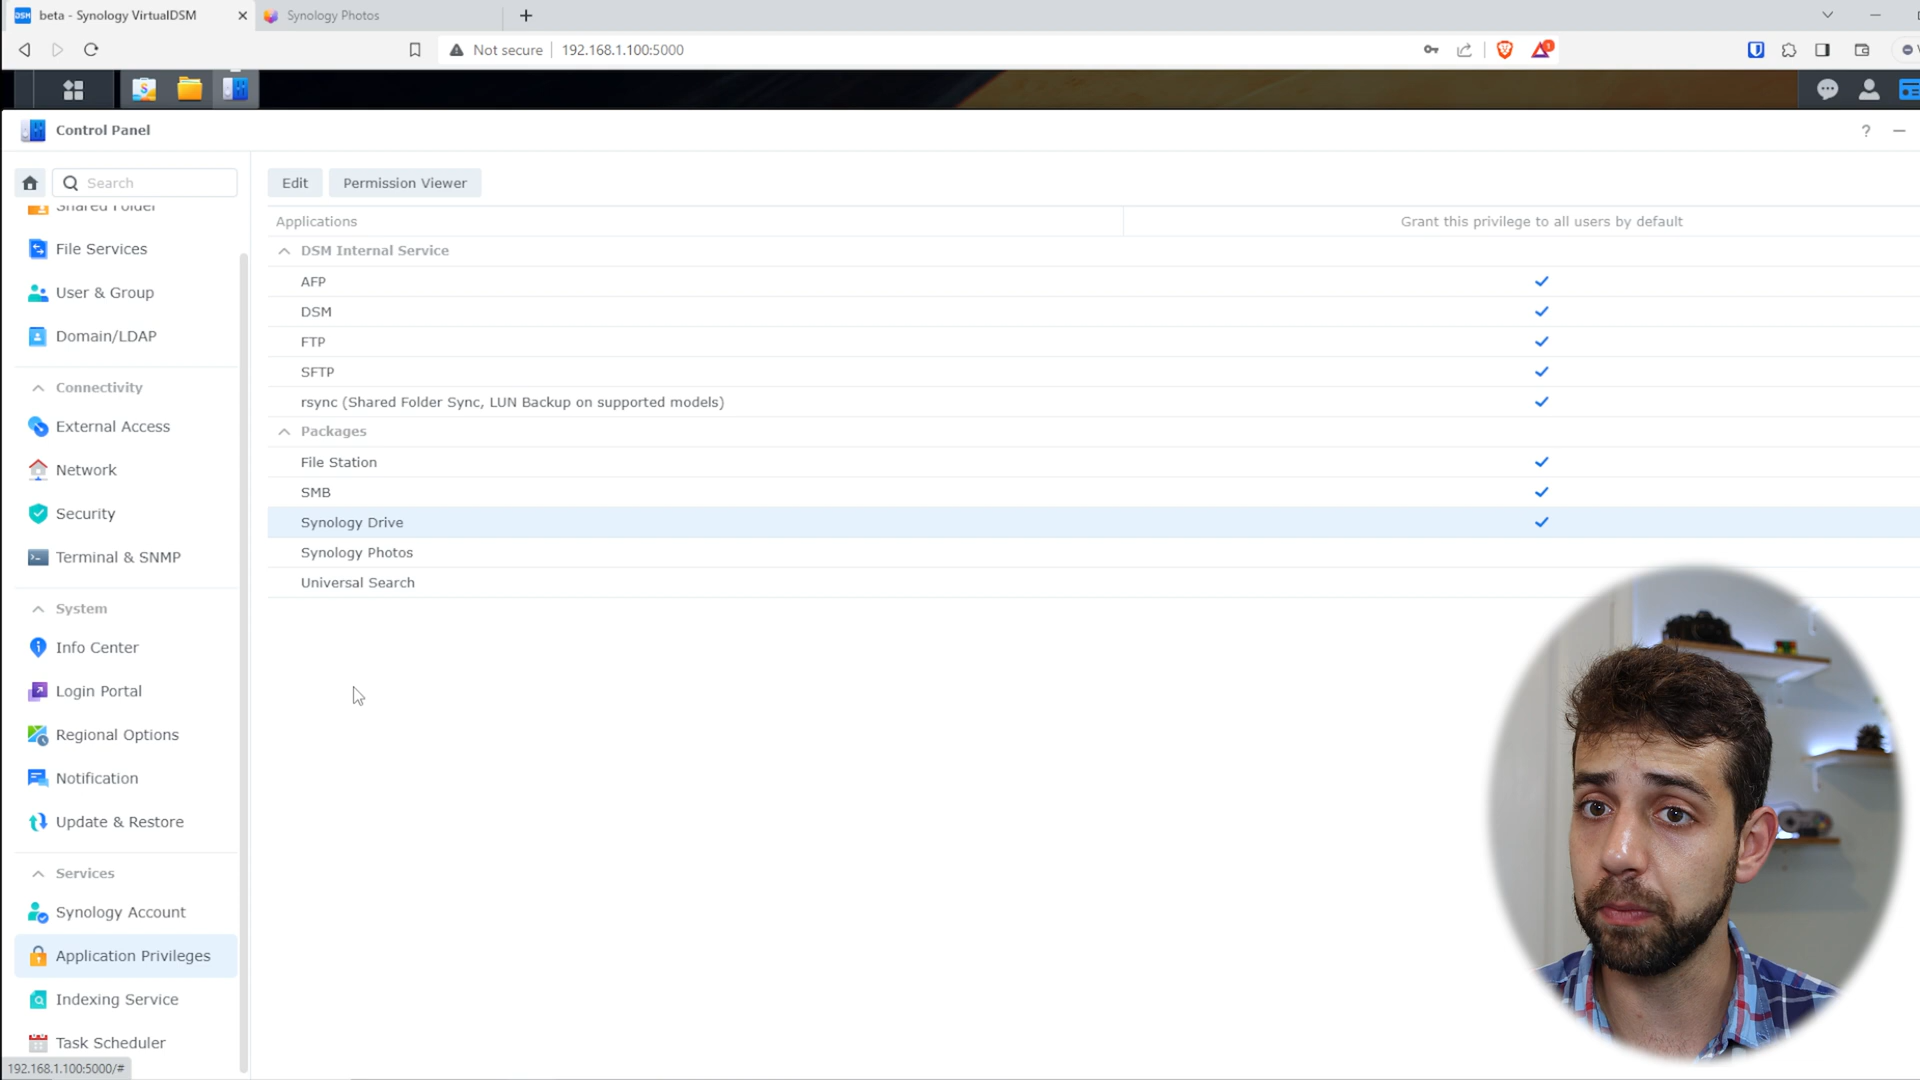 beta - Synology VirtualDSM
Synology Photos
Not secure
192.168.1.100:5000
1
Control Panel
?
Search
Edit
Permission Viewer
Shared Folder
File Services
User & Group
Domain/LDAP
Connectivity
External Access
Network
Security
Terminal & SNMP
System
Info Center
Login Portal
Regional Options
Notification
Update & Restore
Services
Synology Account
Application Privileges
Indexing Service
Task Scheduler
192.168.1.100:5000/#
Applications
Grant this privilege to all users by default
DSM Internal Service
AFP
DSM
FTP
SFTP
rsync (Shared Folder Sync, LUN Backup on supported models)
Packages
File Station
SMB
Synology Drive
Synology Photos
Universal Search